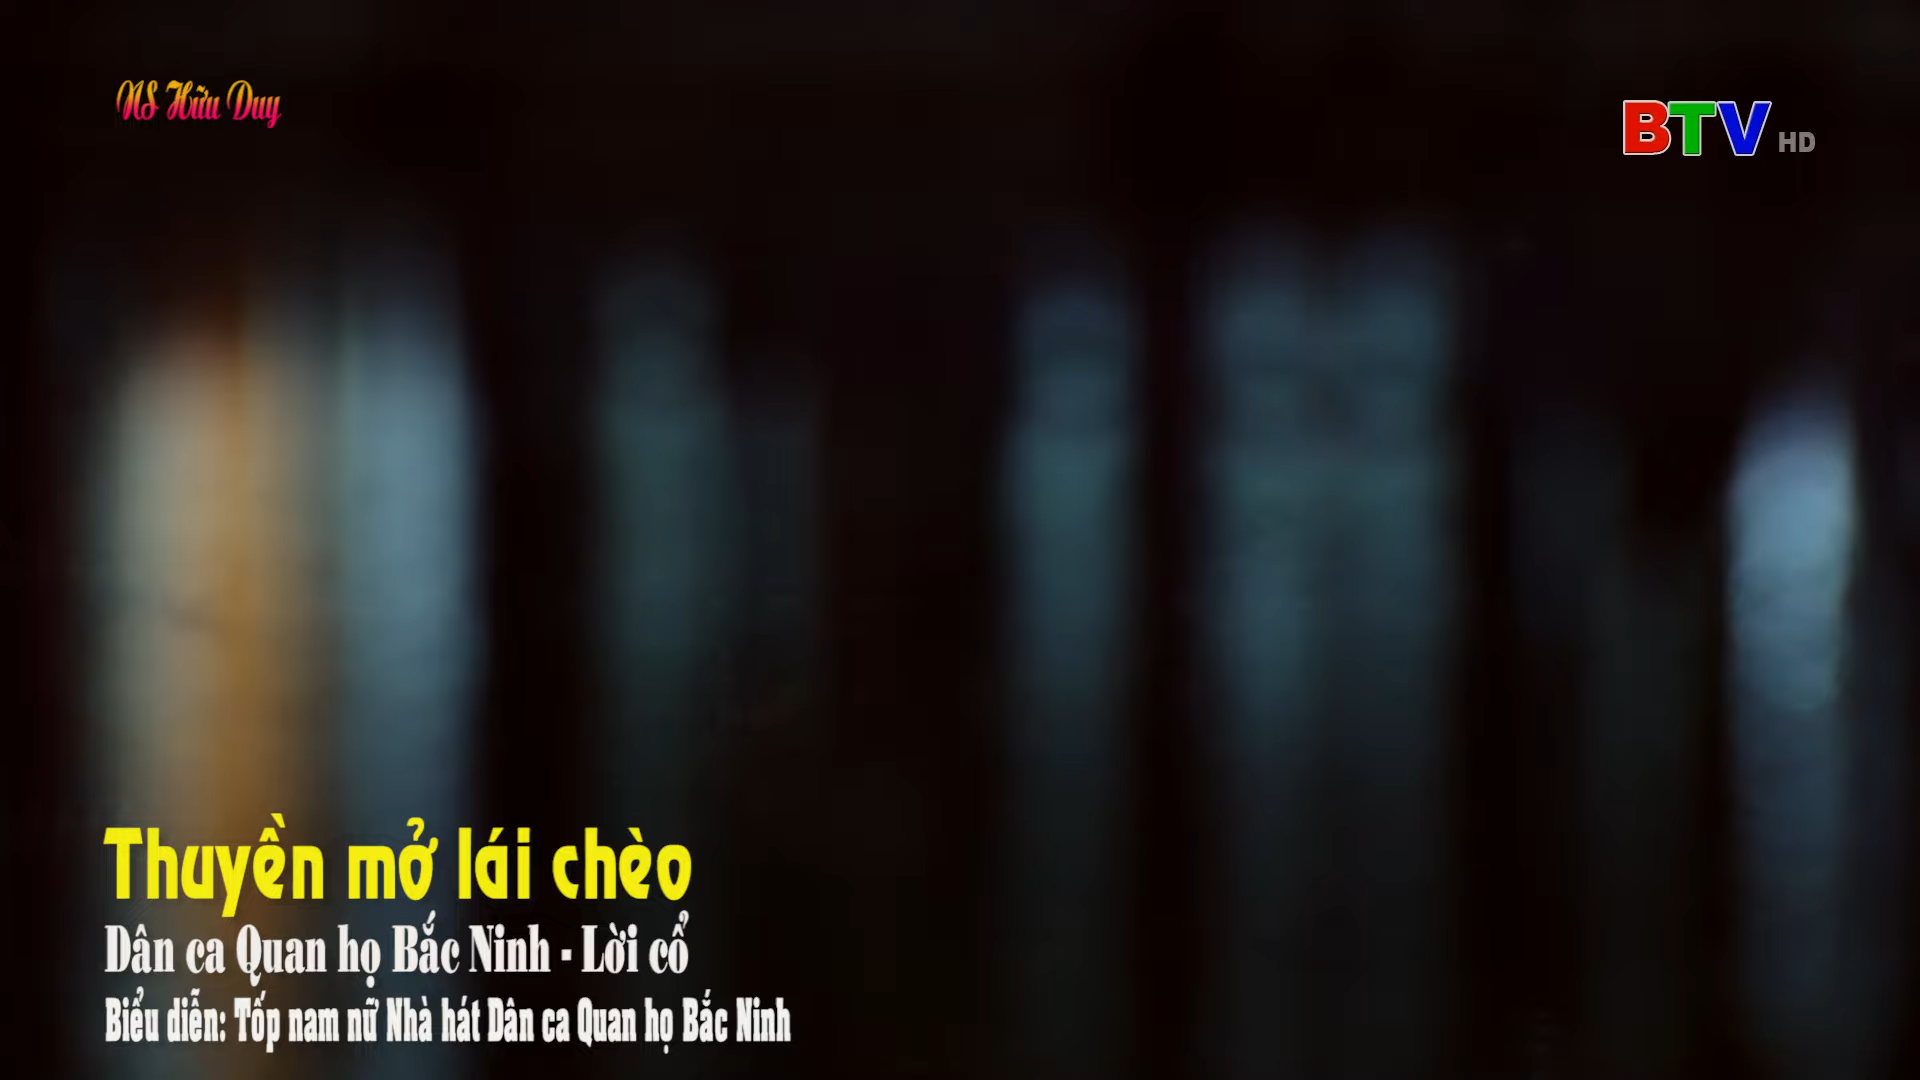 NS Hữu Duy
BTV HD
Thuyền mở lái chèo
Dân ca Quan họ Bắc Ninh - Lời cổ
Biểu diễn: Tốp nam nữ Nhà hát Dân ca Quan họ Bắc Ninh